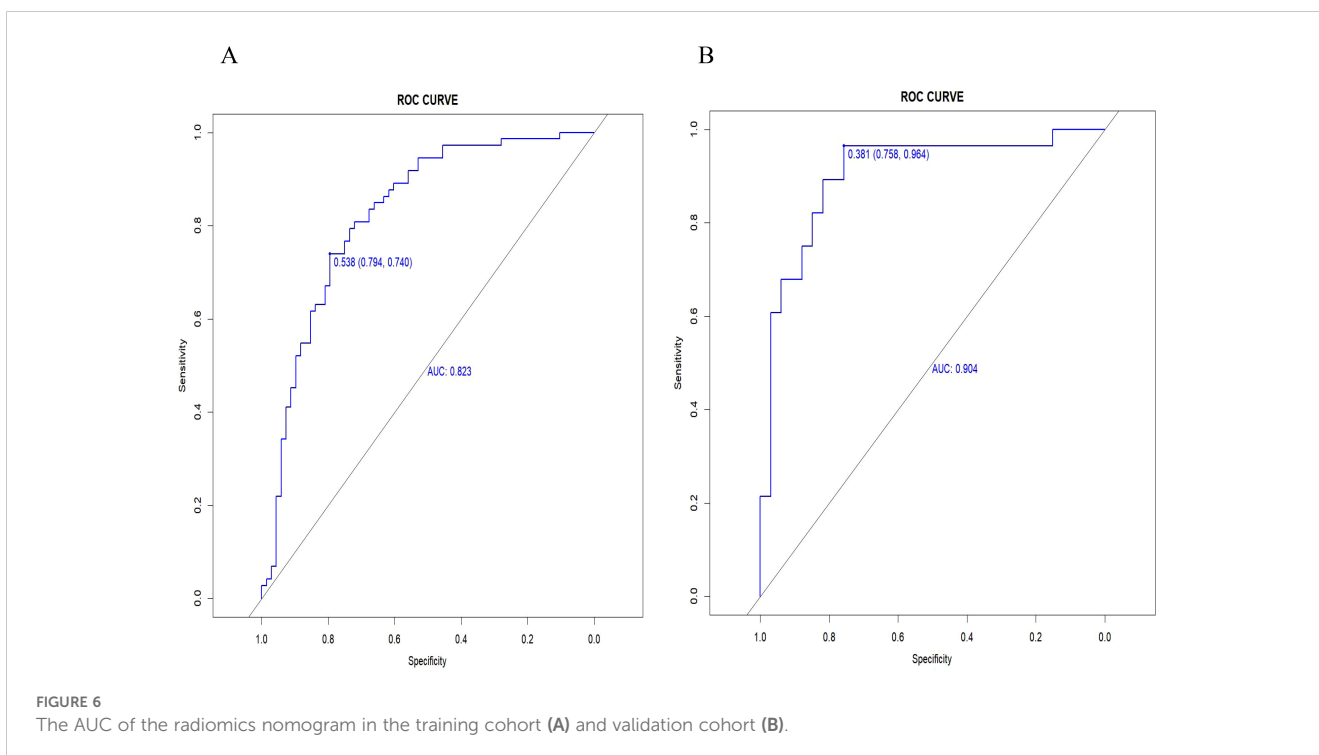 A
ROC CURVE
Sensitivity
1.0
0.8
0.6
0.4
0.2
0.0
0.538 (0.794, 0.740)
AUC: 0.823
1.0 0.8 0.6 0.4 0.2 0.0
Specificity
B
ROC CURVE
Sensitivity
1.0
0.8
0.6
0.4
0.2
0.0
0.381 (0.758, 0.964)
AUC: 0.904
1.0 0.8 0.6 0.4 0.2 0.0
Specificity
FIGURE 6
The AUC of the radiomics nomogram in the training cohort (A) and validation cohort (B).